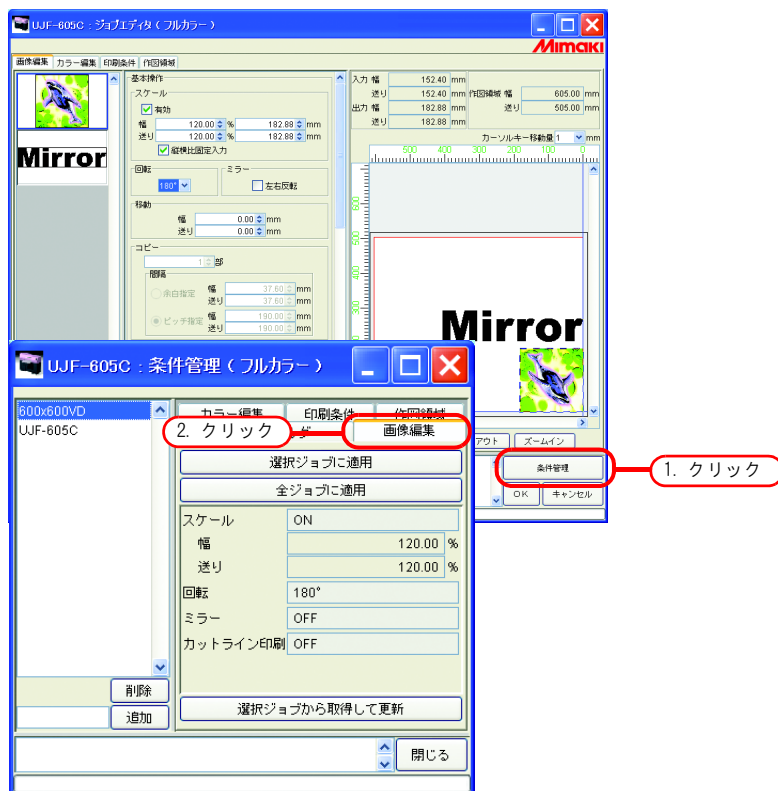 UJF-605C : ジョブエディタ ( フルカラー )
Mimaki
画像編集 カラー編集 印刷条件 作図領域
Mirror
基本操作
スケール
有効
幅 120.00 % 182.88 mm
送り 120.00 % 182.88 mm
縦横比固定入力
回転 ミラー
180° 左右反転
移動
幅 0.00 mm
送り 0.00 mm
コピー
1 部
間隔
余白指定 幅 37.60 mm
送り 37.60 mm
ピッチ指定 幅 190.00 mm
送り 190.00 mm
入力 幅 152.40 mm
送り 152.40 mm 作図領域 幅 605.00 mm
出力 幅 182.88 mm 送り 505.00 mm
送り 182.88 mm
カーソルキー移動量 1 mm
500 400 300 200 100 0
Mirror
アウト ズームイン
条件管理
OK キャンセル
1. クリック
UJF-605C : 条件管理 ( フルカラー )
600x600VD
UJF-605C
カラー編集 印刷条件 作図領域
2. クリック ダー 画像編集
選択ジョブに適用
全ジョブに適用
スケール ON
幅 120.00 %
送り 120.00 %
回転 180°
ミラー OFF
カットライン印刷 OFF
削除
追加
選択ジョブから取得して更新
閉じる